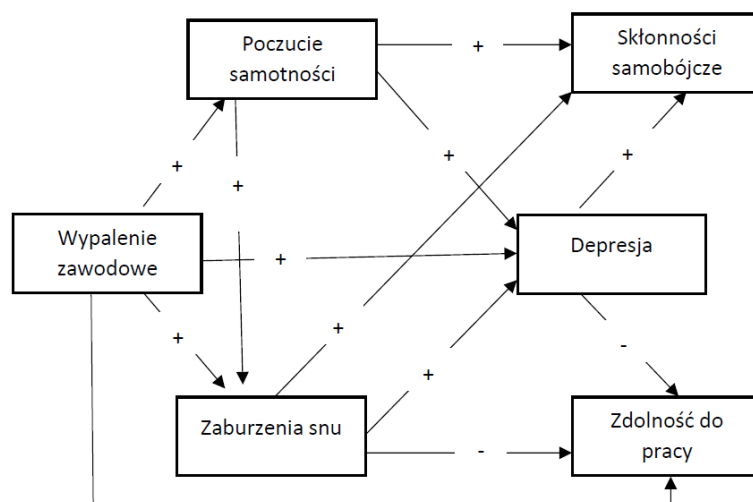 Poczucie
samotności
+
Skłonności
samobójcze
+
+
+
+
Wypalenie
zawodowe
+
Depresja
+
+
+
-
Zaburzenia snu
-
Zdolność do
pracy